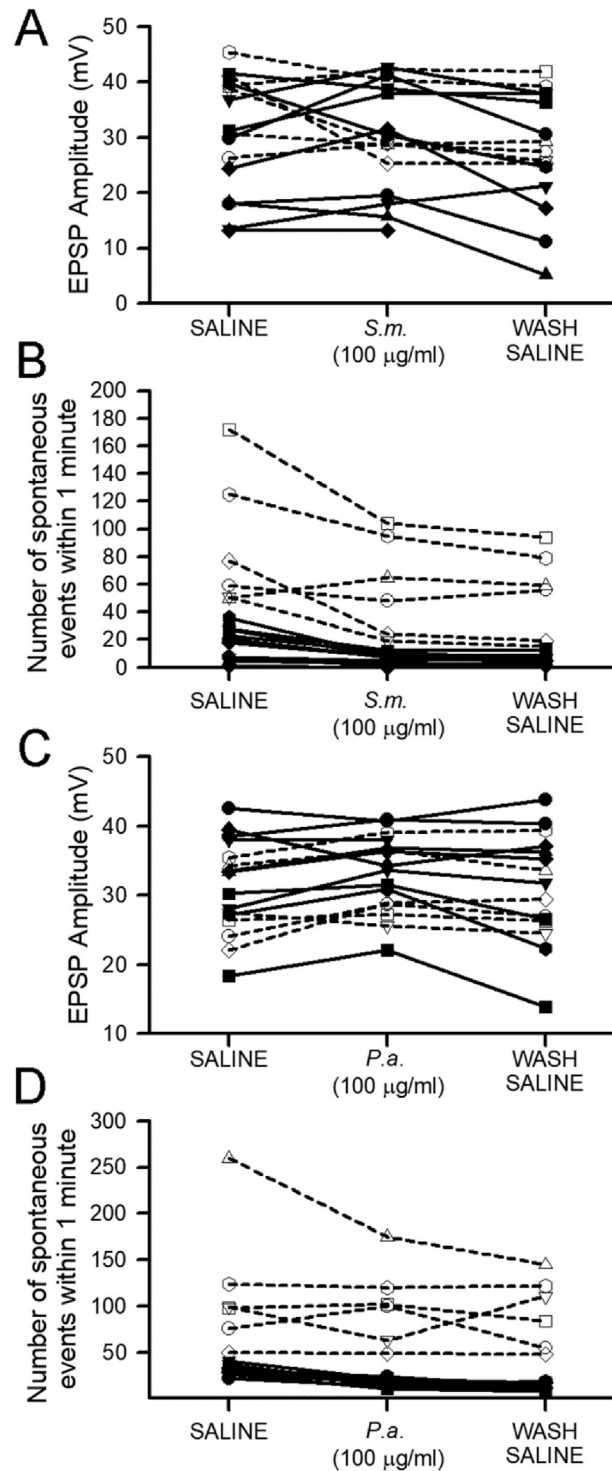 A
EPSP Amplitude (mV)
50
40
30
20
10
0
SALINE
S.m.
(100 µg/ml)
WASH
SALINE
B
Number of spontaneous
events within 1 minute
200
180
160
140
120
100
80
60
40
20
0
SALINE
S.m.
(100 µg/ml)
WASH
SALINE
C
EPSP Amplitude (mV)
50
40
30
20
10
SALINE
P.a.
(100 µg/ml)
WASH
SALINE
D
Number of spontaneous
events within 1 minute
300
250
200
150
100
50
SALINE
P.a.
(100 µg/ml)
WASH
SALINE